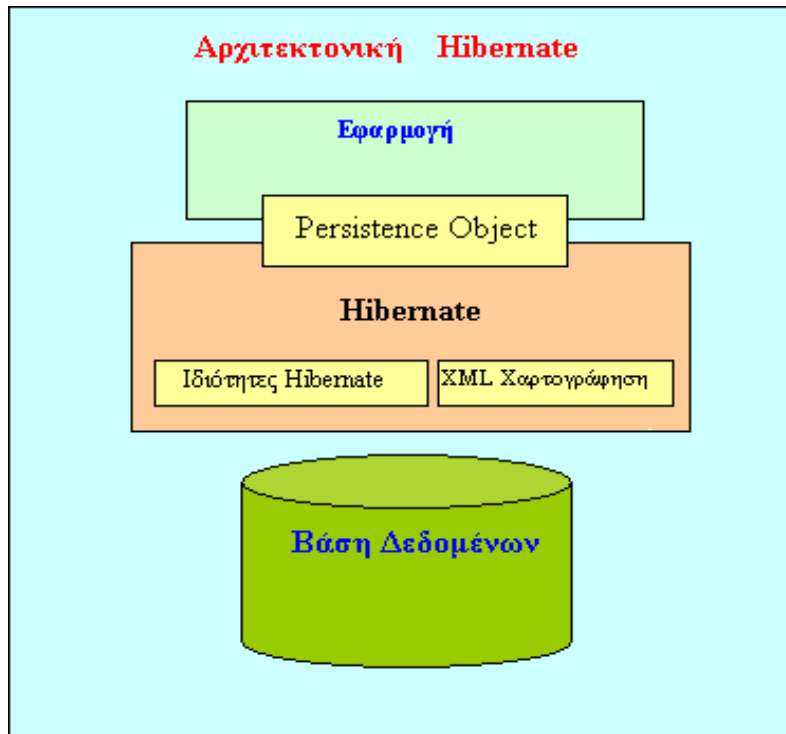 Αρχιτεκτονική Hibernate
Εφαρμογή
Persistence Object
Hibernate
Ιδιότητες Hibernate
XML Χαρτογράφηση
Βάση Δεδομένων